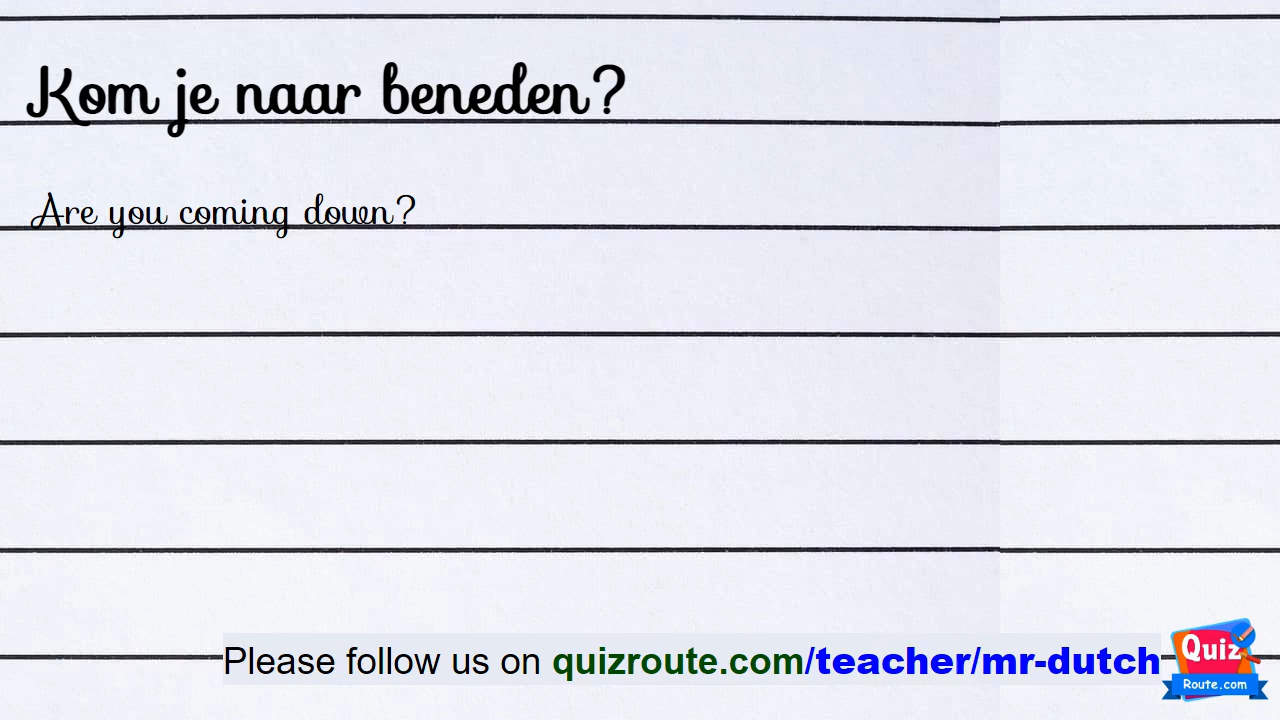 Kom je naar beneden?
Are you coming down?
Please follow us on quizroute.com/teacher/mr-dutch
Quiz
Route.com